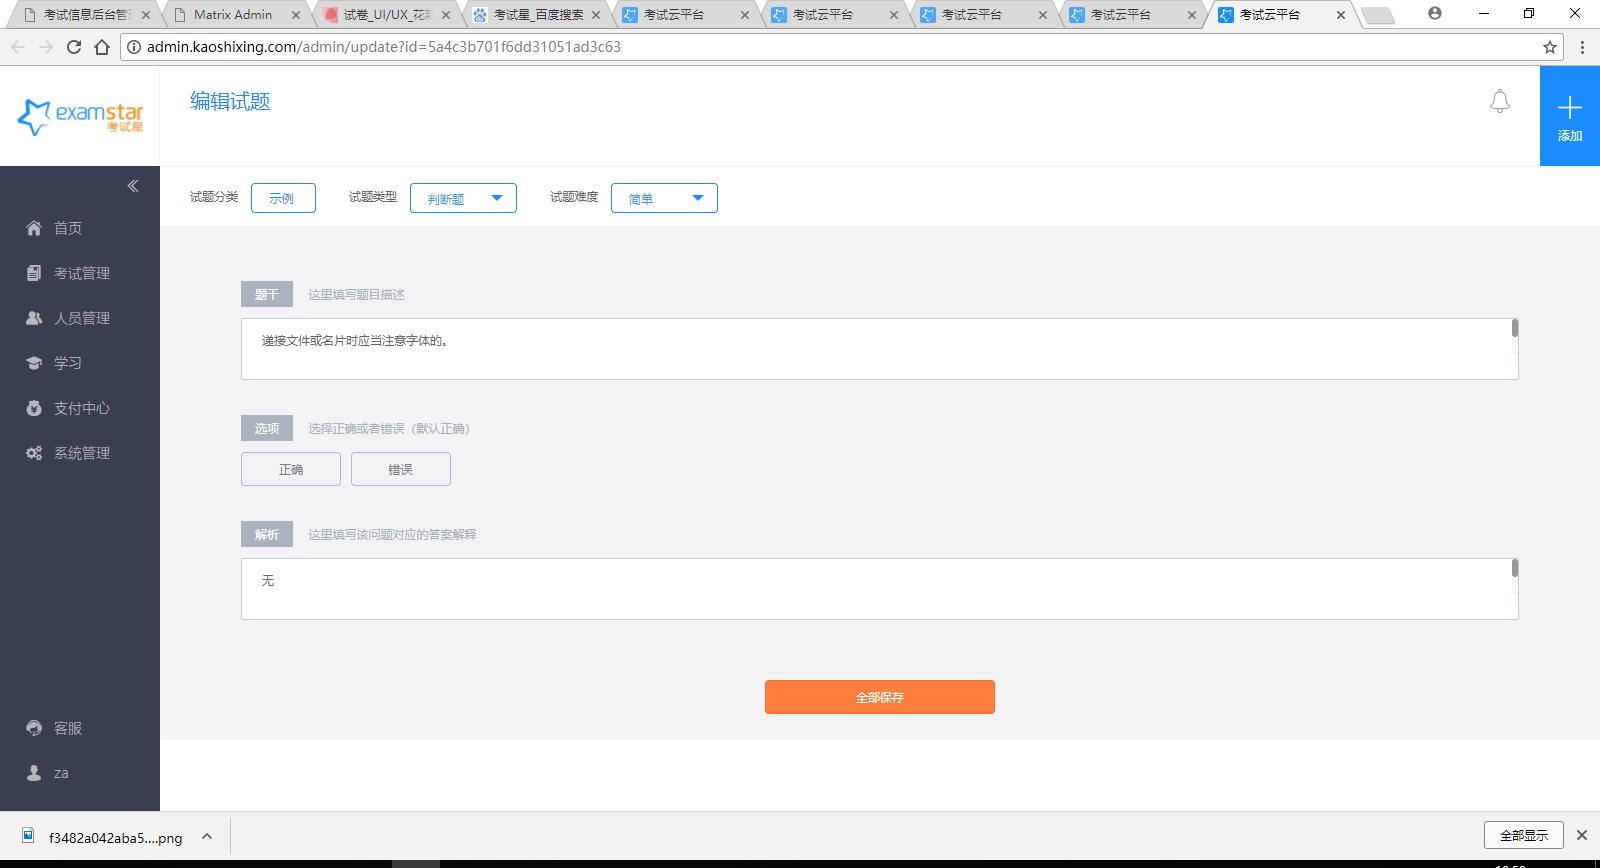 考试信息后台管 Matrix Admin 试卷_UI/UX_花 考试星_百度搜索 考试云平台 考试云平台 考试云平台 考试云平台 考试云平台
admin.kaoshixing.com/admin/update?id=5a4c3b701f6dd31051ad3c63
examstar
考试星
编辑试题
添加
试题分类 示例 试题类型 判断题 试题难度 简单
首页
考试管理
人员管理
学习
支付中心
系统管理
客服
za
题干 这里填写题目描述
递接文件或名片时应当注意字体的。
选项 选择正确或者错误（默认正确）
正确 错误
解析 这里填写该问题对应的答案解释
无
全部保存
f3482a042aba5....png
全部显示